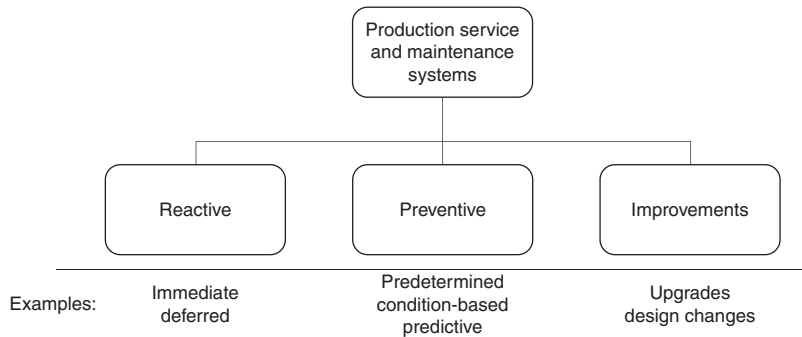 Production service
and maintenance
systems
Reactive
Preventive
Improvements
Examples:
Immediate
deferred
Predetermined
condition-based
predictive
Upgrades
design changes